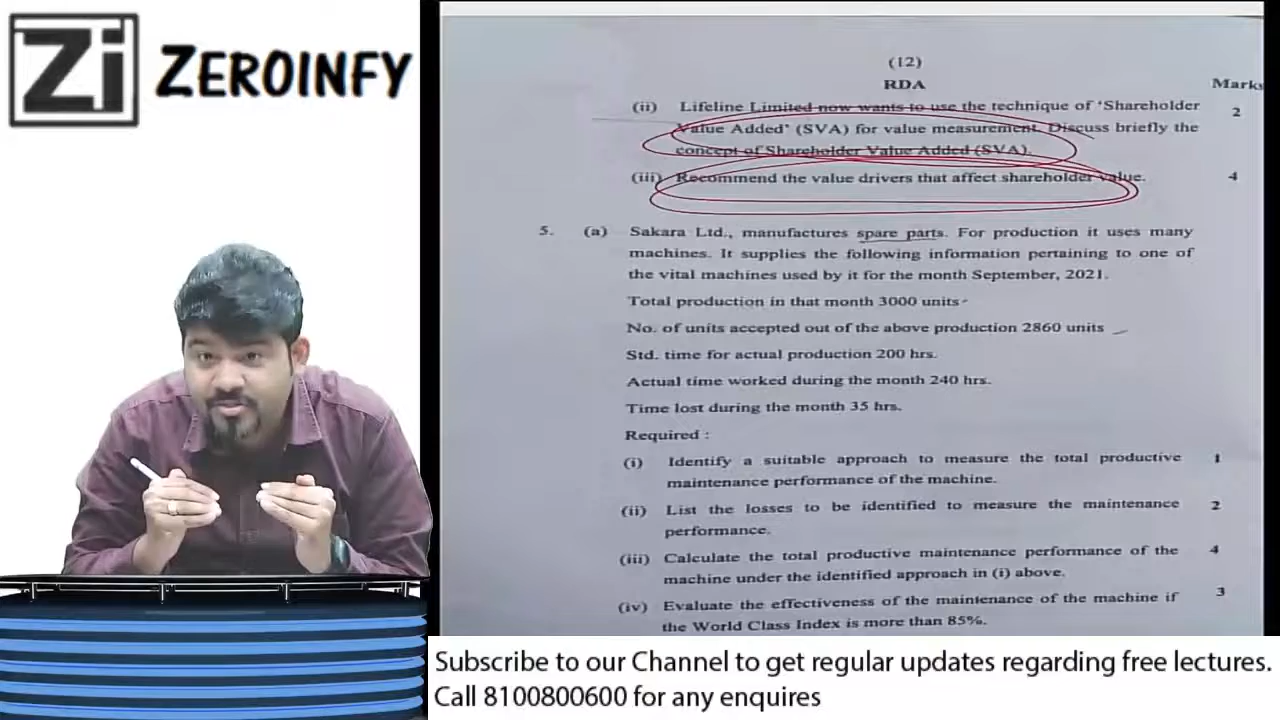 Zi ZEROINFY
(12)
RDA
Marks
(ii) Lifeline Limited now wants to use the technique of ‘Shareholder 2
Value Added’ (SVA) for value measurement. Discuss briefly the
concept of Shareholder Value Added (SVA).
(iii) Recommend the value drivers that affect shareholder value. 4
5. (a) Sakara Ltd., manufactures spare parts. For production it uses many
machines. It supplies the following information pertaining to one of
the vital machines used by it for the month September, 2021.
Total production in that month 3000 units
No. of units accepted out of the above production 2860 units
Std. time for actual production 200 hrs.
Actual time worked during the month 240 hrs.
Time lost during the month 35 hrs.
Required :
(i) Identify a suitable approach to measure the total productive 1
maintenance performance of the machine.
(ii) List the losses to be identified to measure the maintenance 2
performance.
(iii) Calculate the total productive maintenance performance of the 4
machine under the identified approach in (i) above.
(iv) Evaluate the effectiveness of the maintenance of the machine if 3
the World Class Index is more than 85%.
Subscribe to our Channel to get regular updates regarding free lectures.
Call 8100800600 for any enquires